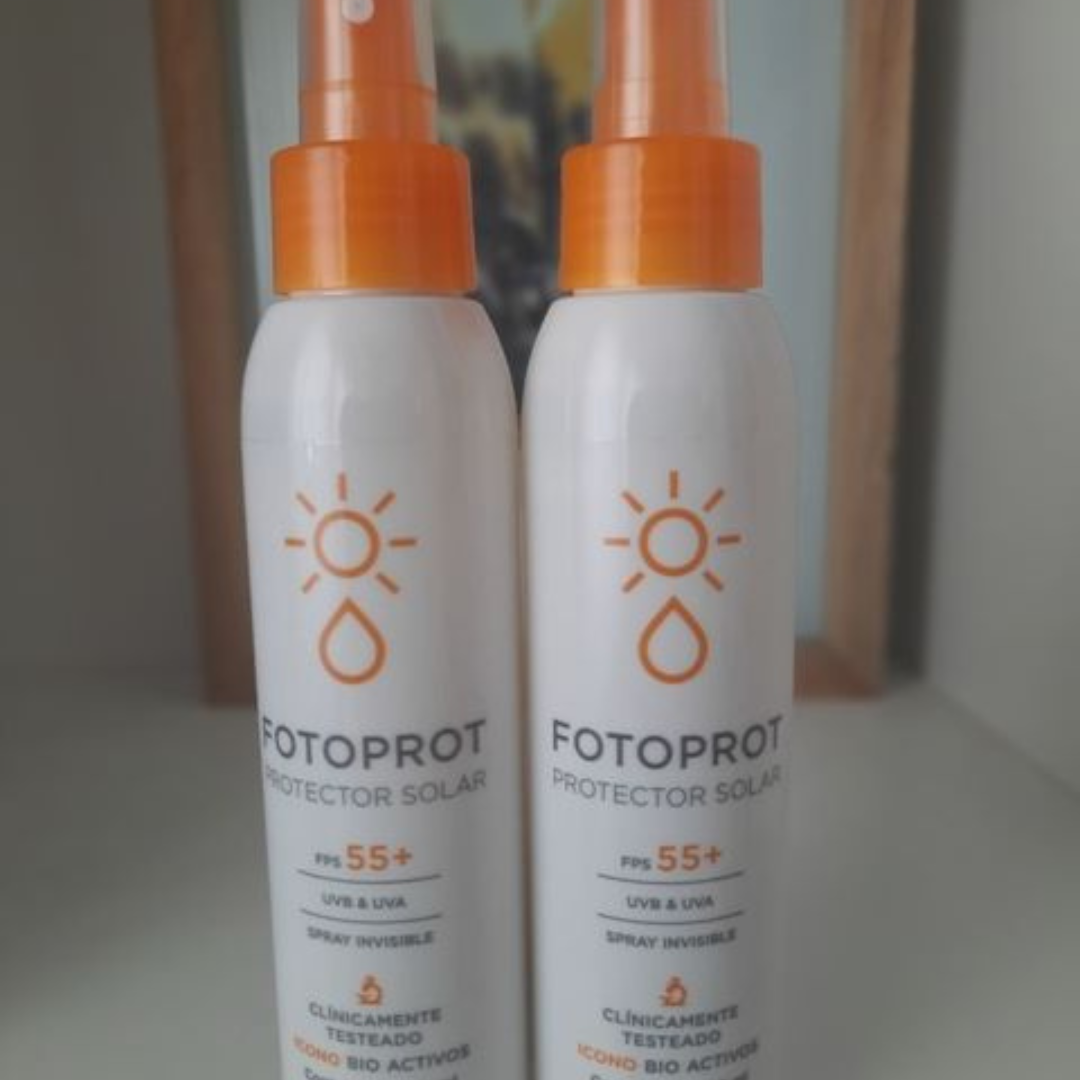 FOTOPROT
PROTECTOR SOLAR
FPS 55+
UVB & UVA
SPRAY INVISIBLE
CLÍNICAMENTE
TESTEADO
ICONO BIO ACTIVOS
FOTOPROT
PROTECTOR SOLAR
FPS 55+
UVB & UVA
SPRAY INVISIBLE
CLÍNICAMENTE
TESTEADO
ICONO BIO ACTIVOS